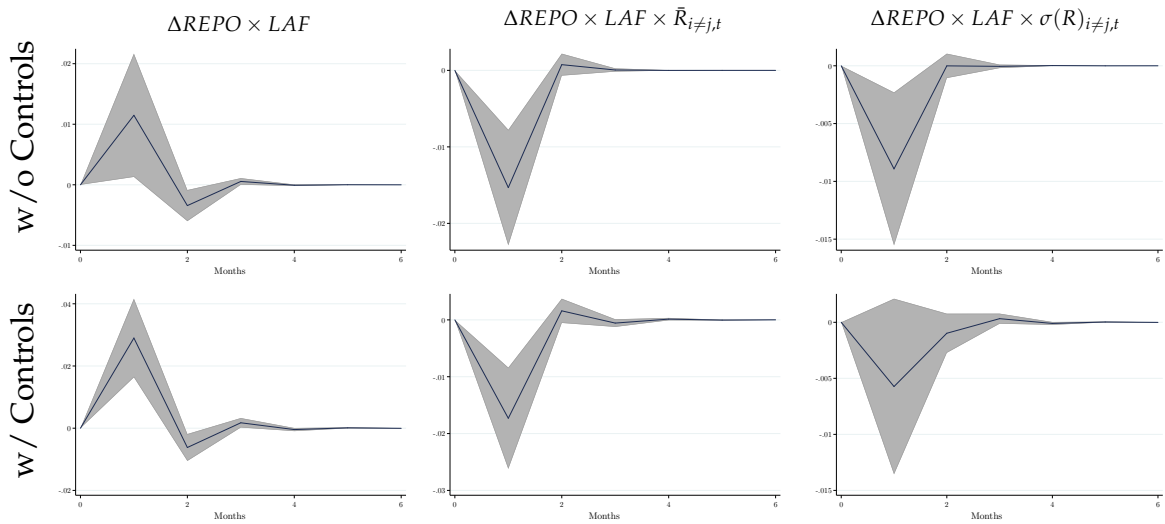 ΔREPO × LAF
ΔREPO × LAF × R̄ᵢ≠ⱼ,ₜ
ΔREPO × LAF × σ(R)ᵢ≠ⱼ,ₜ
w/o Controls
.02
.01
0
-.01
0 2 4 6
Months
0
-.01
-.02
0 2 4 6
Months
0
-.005
-.01
-.015
0 2 4 6
Months
w/ Controls
.04
.02
0
-.02
0 2 4 6
Months
0
-.01
-.02
-.03
0 2 4 6
Months
0
-.005
-.01
-.015
0 2 4 6
Months